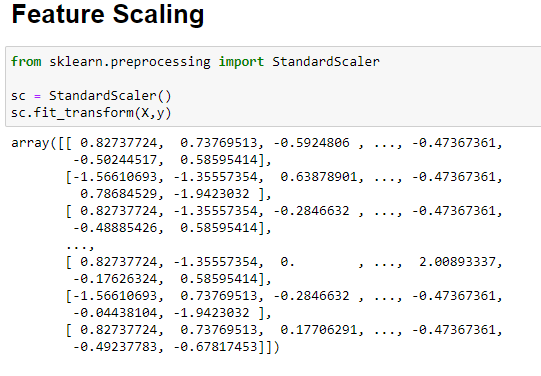 Feature Scaling
from sklearn.preprocessing import StandardScaler
sc = StandardScaler()
sc.fit_transform(X,y)
array([[ 0.82737724,  0.73769513, -0.5924806 , ..., -0.47367361,
        -0.50244517,  0.58595414],
       [-1.56610693, -1.35557354,  0.63878901, ..., -0.47367361,
         0.78684529, -1.9423032 ],
       [ 0.82737724, -1.35557354, -0.2846632 , ..., -0.47367361,
        -0.48885426,  0.58595414],
       ...,
       [ 0.82737724, -1.35557354,  0.        , ...,  2.00893337,
        -0.17626324,  0.58595414],
       [-1.56610693,  0.73769513, -0.2846632 , ..., -0.47367361,
        -0.04438104, -1.9423032 ],
       [ 0.82737724,  0.73769513,  0.17706291, ..., -0.47367361,
        -0.49237783, -0.67817453]])